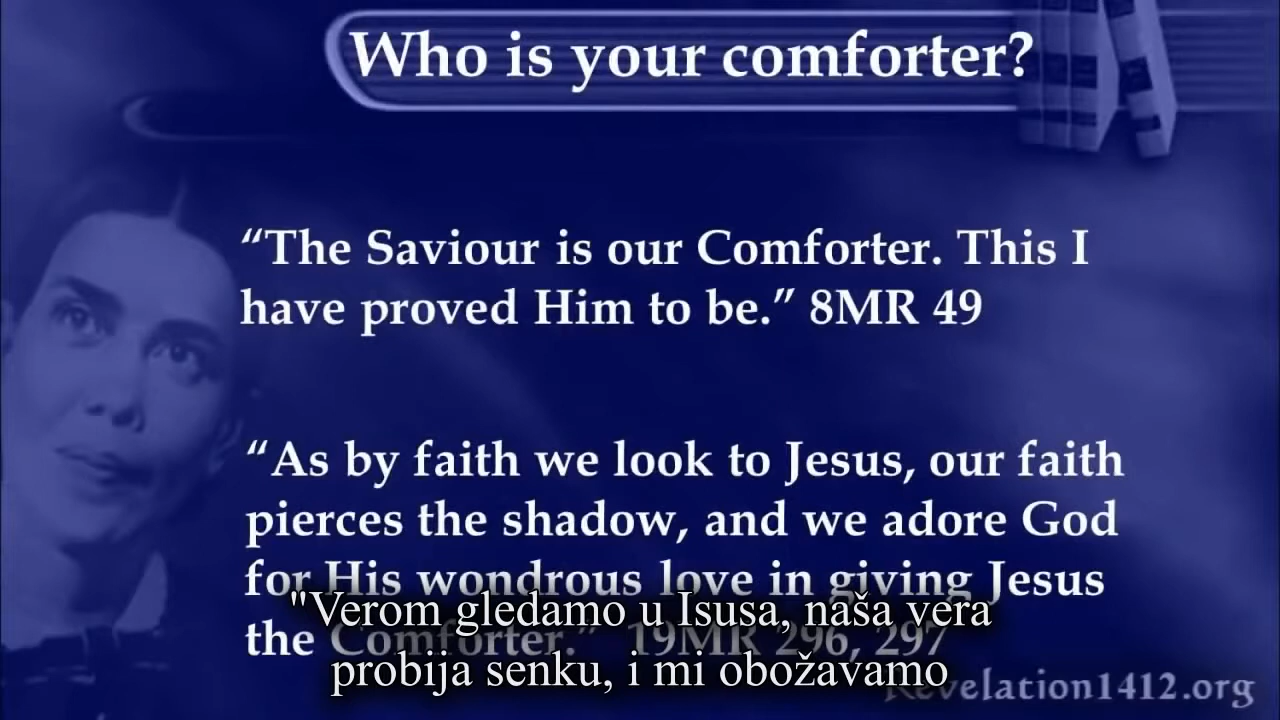 Who is your comforter?
“The Saviour is our Comforter. This I
have proved Him to be.” 8MR 49
“As by faith we look to Jesus, our faith
pierces the shadow, and we adore God
for His wondrous love in giving Jesus
the Comforter.” 19MR 296, 297
"Verom gledamo u Isusa, naša vera
probija senku, i mi obožavamo
Revelation1412.org